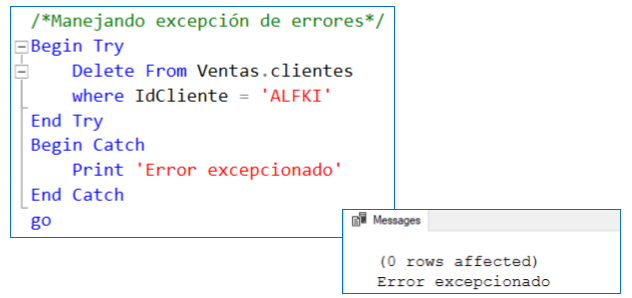 /*Manejando excepción de errores*/
Begin Try
Delete From Ventas.clientes
where IdCliente = 'ALFKI'
End Try
Begin Catch
Print 'Error excepcionado'
End Catch
go
Messages
(0 rows affected)
Error excepcionado